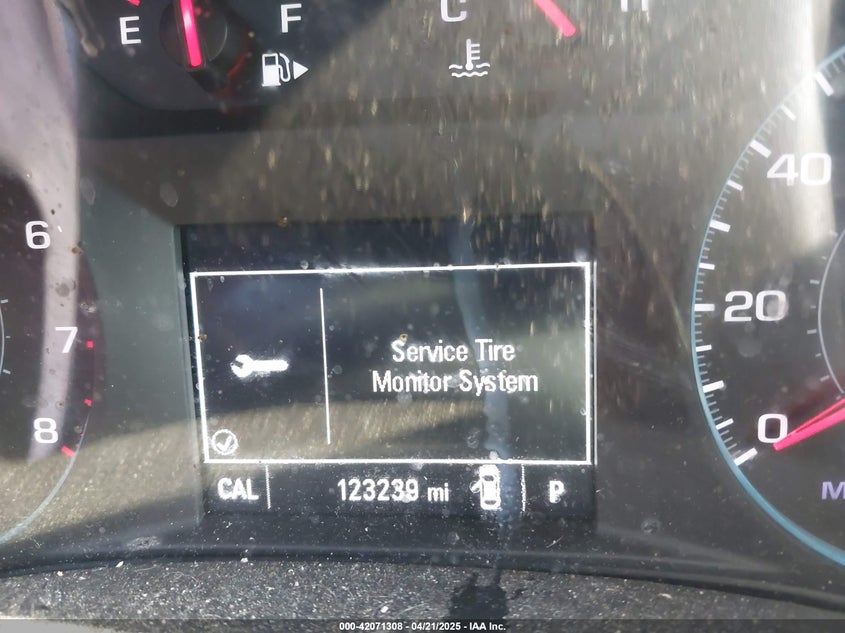 E
F
C
H
6
7
8
40
20
0
Service Tire
Monitor System
CAL
123239 mi
P
M
000-42071308 - 04/21/2025 - IAA Inc.